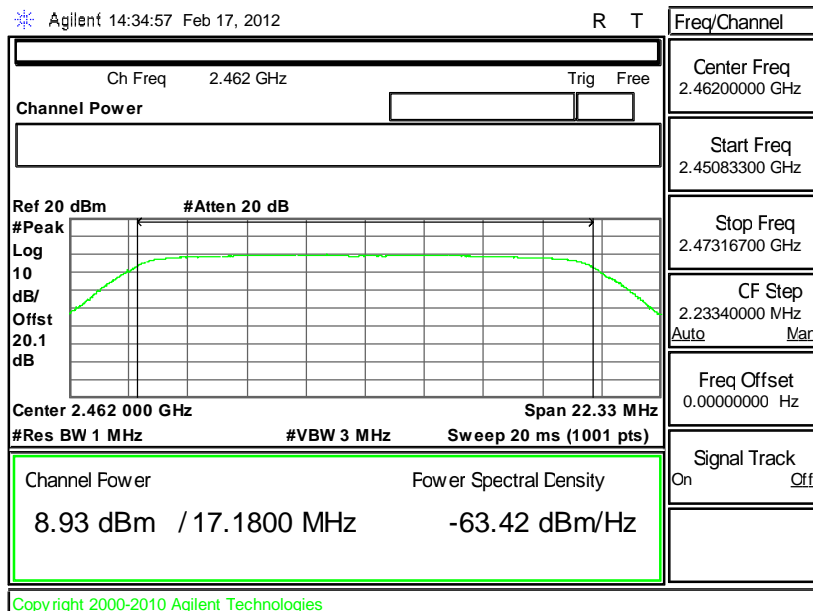 Agilent 14:34:57 Feb 17, 2012 R T
Freq/Channel
Ch Freq 2.462 GHz Trig Free
Channel Power
Center Freq
2.46200000 GHz
Start Freq
2.45083300 GHz
Stop Freq
2.47316700 GHz
CF Step
2.23340000 MHz
Auto Man
Freq Offset
0.00000000 Hz
Signal Track
On Off
Ref 20 dBm #Atten 20 dB
#Peak
Log
10
dB/
Offst
20.1
dB
Center 2.462 000 GHz Span 22.33 MHz
#Res BW 1 MHz #VBW 3 MHz Sweep 20 ms (1001 pts)
Channel Power Power Spectral Density
8.93 dBm / 17.1800 MHz -63.42 dBm/Hz
Copyright 2000-2010 Agilent Technologies